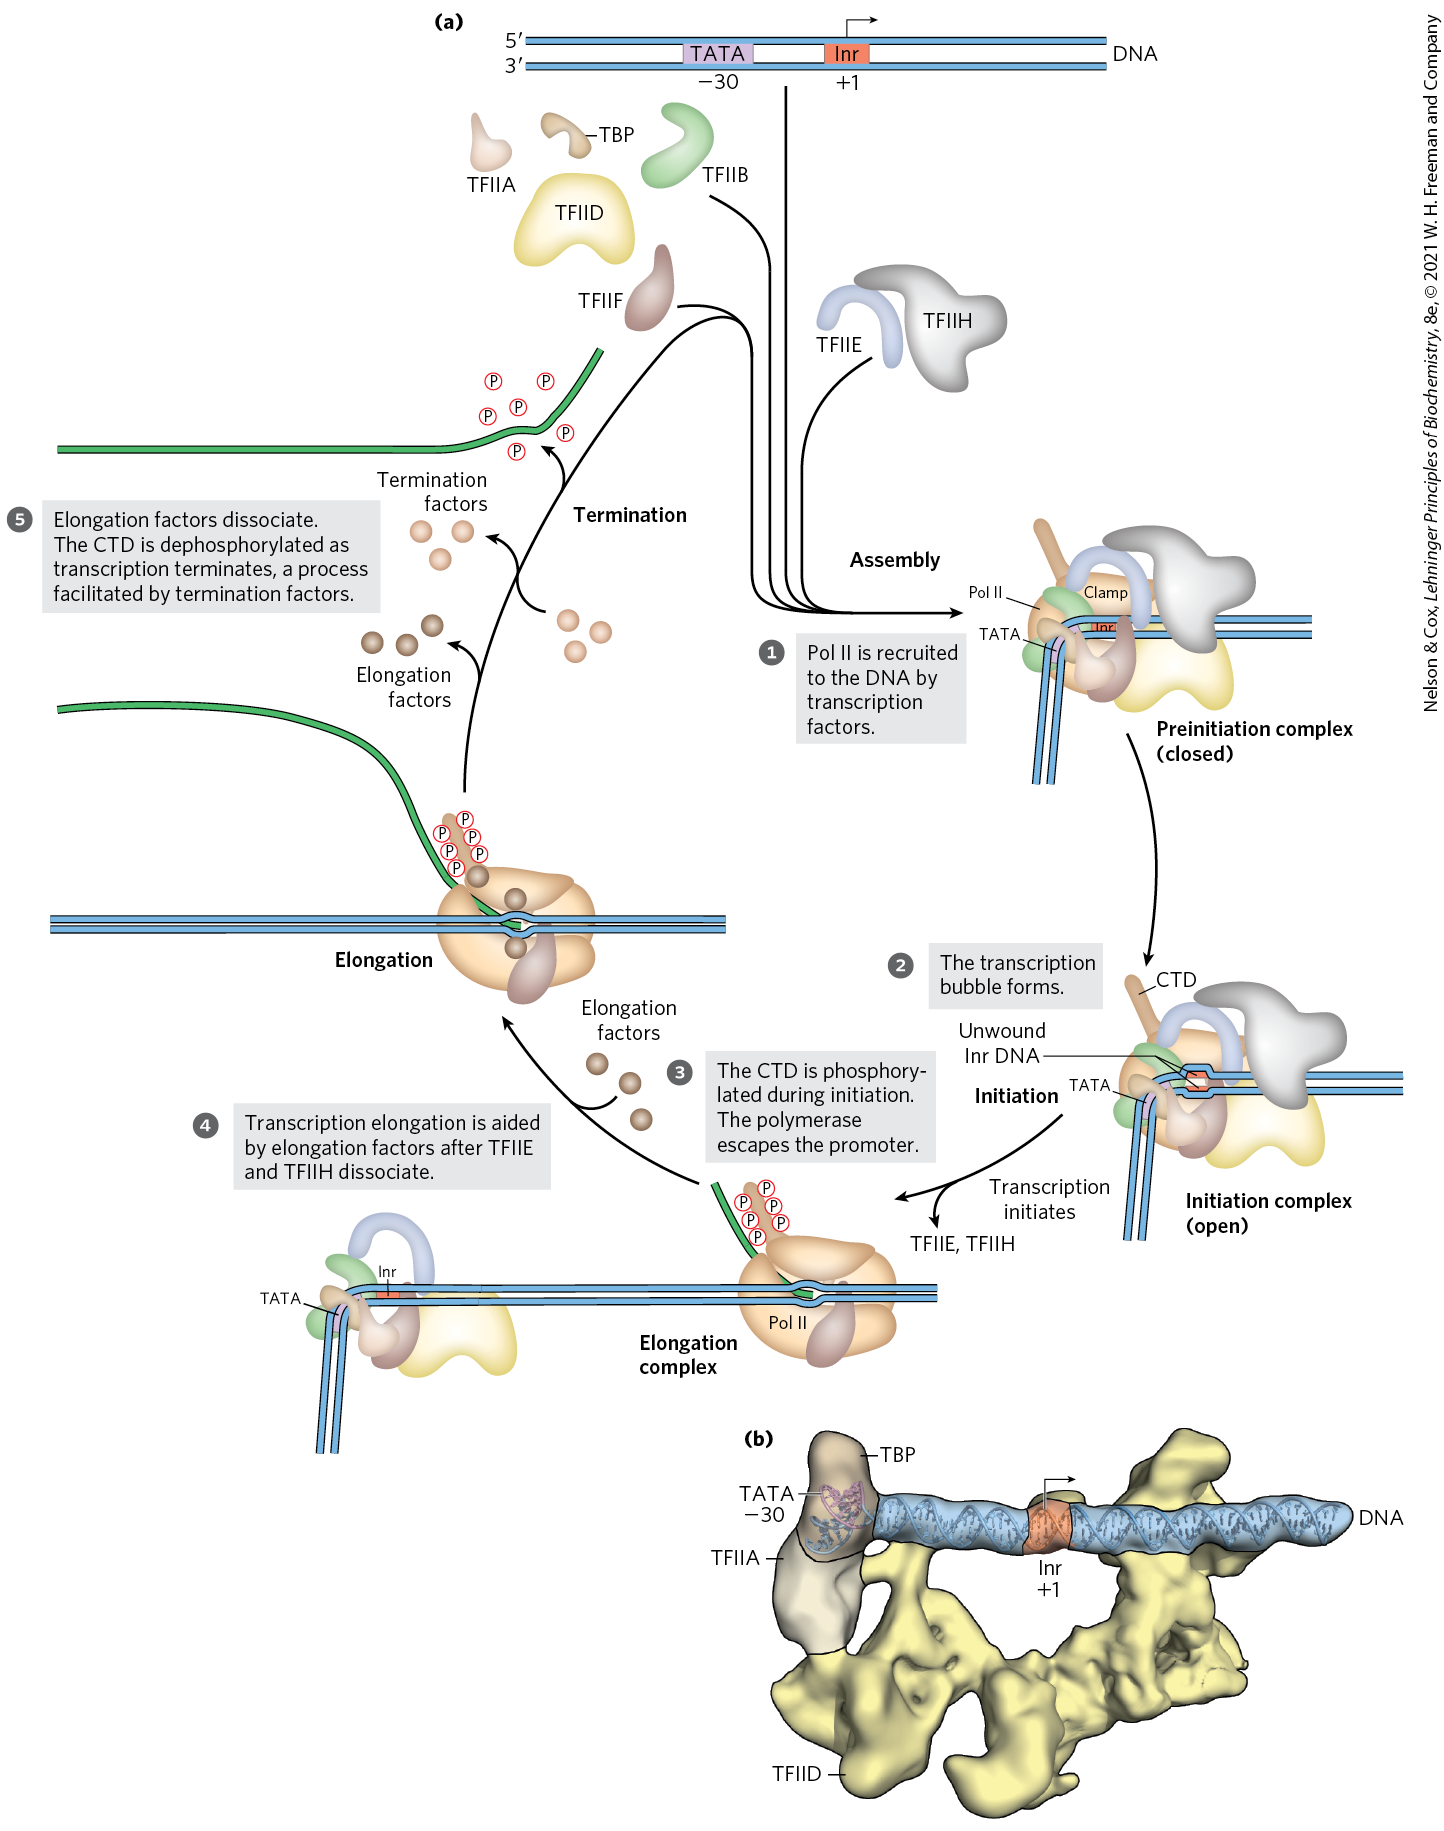 (a)
5′
3′
TATA
Inr
DNA
−30
+1
TBP
TFIIA
TFIIB
TFIID
TFIIF
TFIIE
TFIIH
P
P
P
P
P
P
Termination
factors
Termination
5
Elongation factors dissociate.
The CTD is dephosphorylated as
transcription terminates, a process
facilitated by termination factors.
Elongation
factors
Assembly
Pol II
Clamp
TATA
Inr
1
Pol II is recruited
to the DNA by
transcription
factors.
Preinitiation complex
(closed)
P
P
P
P
P
P
Elongation
2
The transcription
bubble forms.
CTD
Unwound
Inr DNA
TATA
Initiation
Initiation complex
(open)
Elongation
factors
3
The CTD is phosphory-
lated during initiation.
The polymerase
escapes the promoter.
4
Transcription elongation is aided
by elongation factors after TFIIE
and TFIIH dissociate.
Transcription
initiates
TFIIE, TFIIH
P
P
P
P
P
P
Inr
TATA
Pol II
Elongation
complex
(b)
TBP
TATA
−30
DNA
TFIIA
Inr
+1
TFIID
Nelson & Cox, Lehninger Principles of Biochemistry, 8e, © 2021 W. H. Freeman and Company